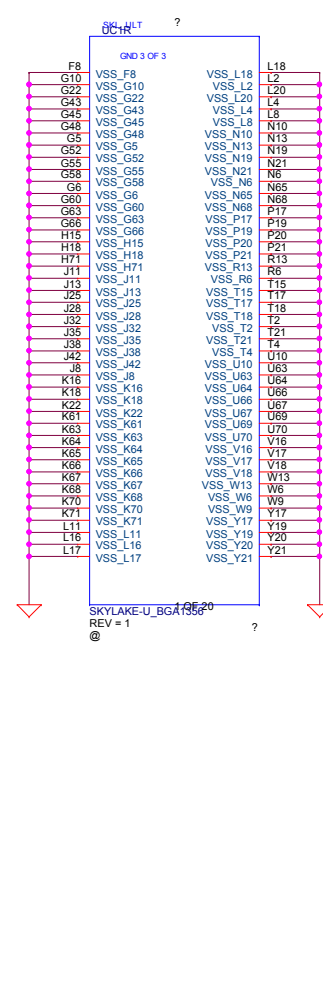 SKL_ULT
?
UC1R
GND 3 OF 3
F8 VSS_F8 VSS_L18 L18
G10 VSS_G10 VSS_L2 L2
G22 VSS_G22 VSS_L20 L20
G43 VSS_G43 VSS_L4 L4
G45 VSS_G45 VSS_L8 L8
G48 VSS_G48 VSS_N10 N10
G5 VSS_G5 VSS_N13 N13
G52 VSS_G52 VSS_N19 N19
G55 VSS_G55 VSS_N21 N21
G58 VSS_G58 VSS_N6 N6
G6 VSS_G6 VSS_N65 N65
G60 VSS_G60 VSS_N68 N68
G63 VSS_G63 VSS_P17 P17
G66 VSS_G66 VSS_P19 P19
H15 VSS_H15 VSS_P20 P20
H18 VSS_H18 VSS_P21 P21
H71 VSS_H71 VSS_R13 R13
J11 VSS_J11 VSS_R6 R6
J13 VSS_J13 VSS_T15 T15
J25 VSS_J25 VSS_T17 T17
J28 VSS_J28 VSS_T18 T18
J32 VSS_J32 VSS_T2 T2
J35 VSS_J35 VSS_T21 T21
J38 VSS_J38 VSS_T4 T4
J42 VSS_J42 VSS_U10 U10
J8 VSS_J8 VSS_U63 U63
K16 VSS_K16 VSS_U64 U64
K18 VSS_K18 VSS_U66 U66
K22 VSS_K22 VSS_U67 U67
K61 VSS_K61 VSS_U69 U69
K63 VSS_K63 VSS_U70 U70
K64 VSS_K64 VSS_V16 V16
K65 VSS_K65 VSS_V17 V17
K66 VSS_K66 VSS_V18 V18
K67 VSS_K67 VSS_W13 W13
K68 VSS_K68 VSS_W6 W6
K70 VSS_K70 VSS_W9 W9
K71 VSS_K71 VSS_Y17 Y17
L11 VSS_L11 VSS_Y19 Y19
L16 VSS_L16 VSS_Y20 Y20
L17 VSS_L17 VSS_Y21 Y21
1 OF 20
SKYLAKE-U_BGA1356
REV = 1
?
@